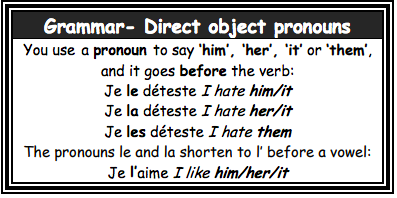 Grammar- Direct object pronouns
You use a pronoun to say ‘him’, ‘her’, ‘it’ or ‘them’,
and it goes before the verb:
Je le déteste I hate him/it
Je la déteste I hate her/it
Je les déteste I hate them
The pronouns le and la shorten to l’ before a vowel:
Je l’aime I like him/her/it